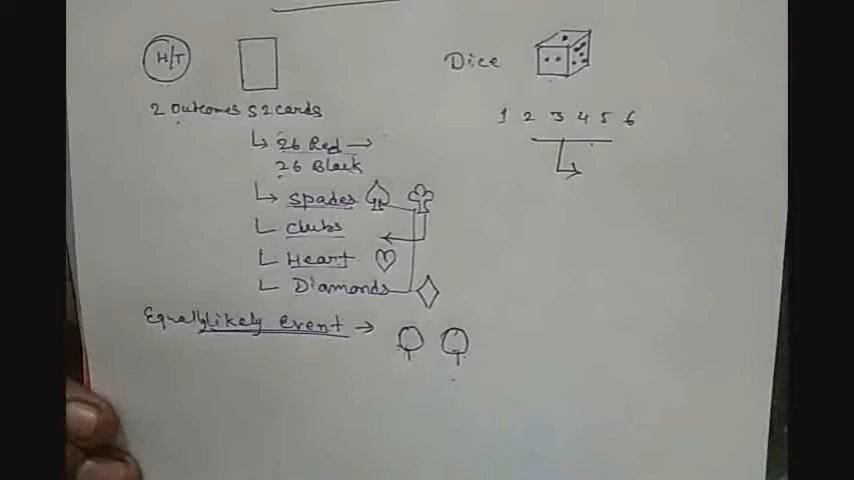 H/T
2 Outcomes 52 cards
26 Red
26 Black
Spades
Clubs
Heart
Diamonds
Equally likely Event
Dice
1 2 3 4 5 6